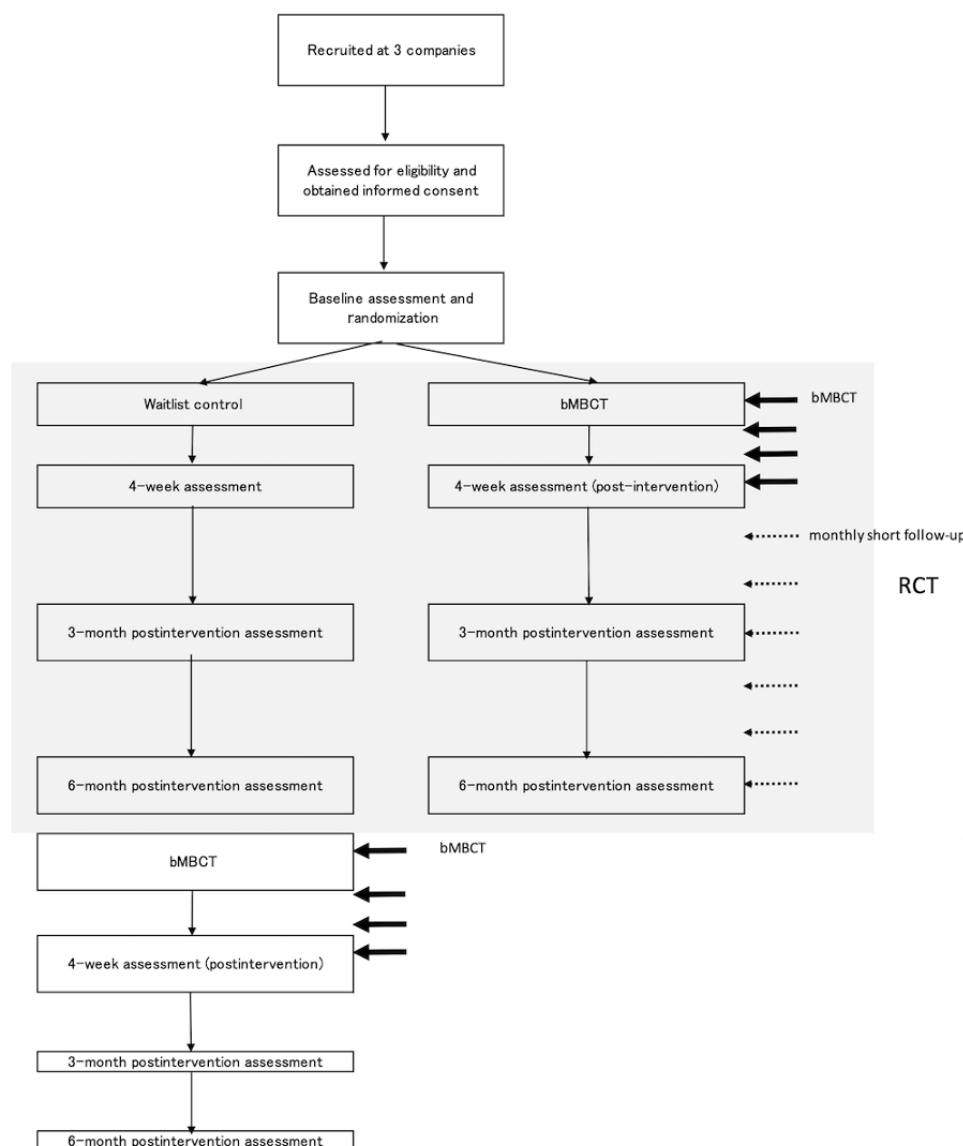 Recruited at 3 companies
Assessed for eligibility and
obtained informed consent
Baseline assessment and
randomization
Waitlist control
bMBCT
bMBCT
4-week assessment
4-week assessment (post-intervention)
monthly short follow-up
RCT
3-month postintervention assessment
3-month postintervention assessment
6-month postintervention assessment
6-month postintervention assessment
bMBCT
bMBCT
4-week assessment (postintervention)
3-month postintervention assessment
6-month postintervention assessment